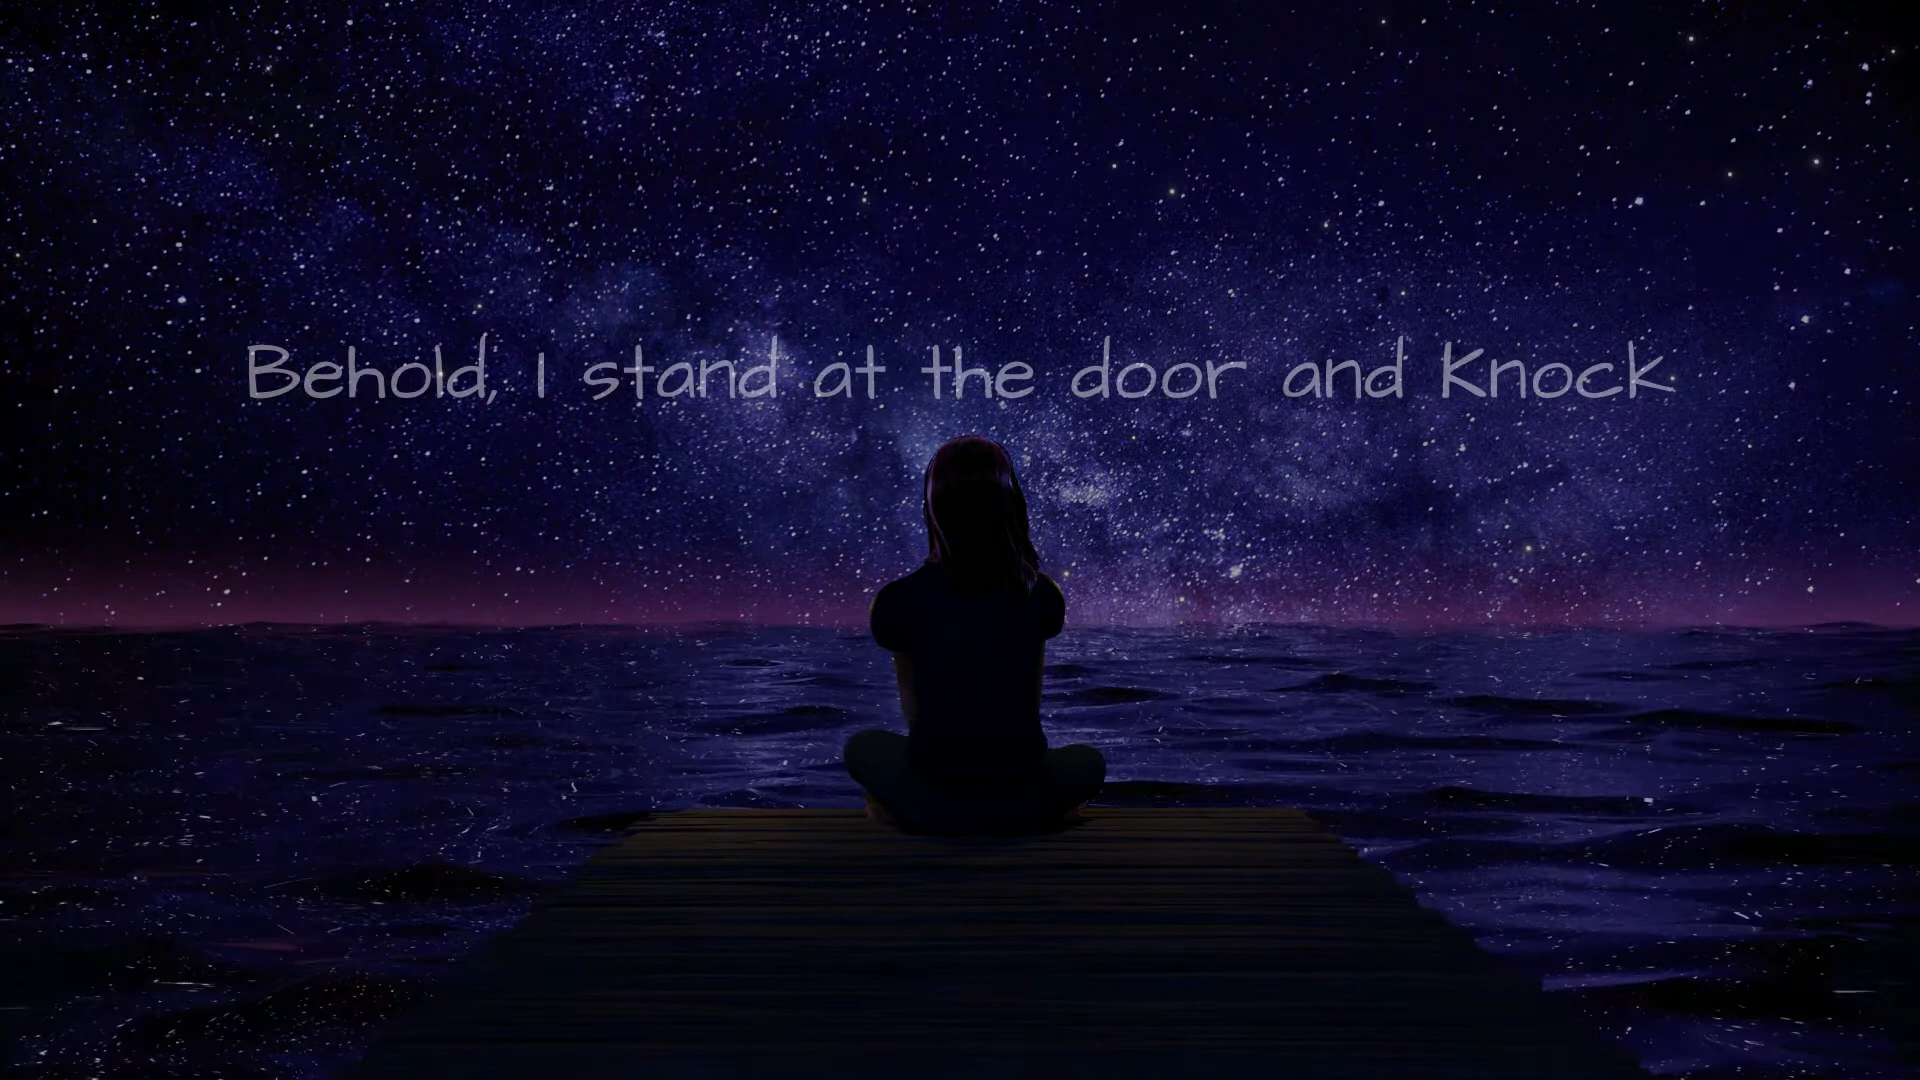 Behold, I stand at the door and Knock